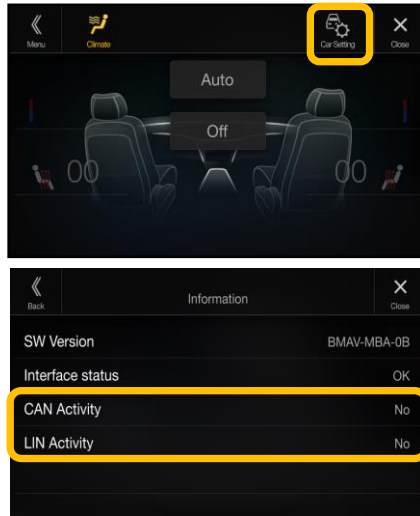 Menu
Climate
Car Setting
Close
Auto
Off
00
00
Back
Information
Close
SW Version BMAV-MBA-0B
Interface status OK
CAN Activity No
LIN Activity No